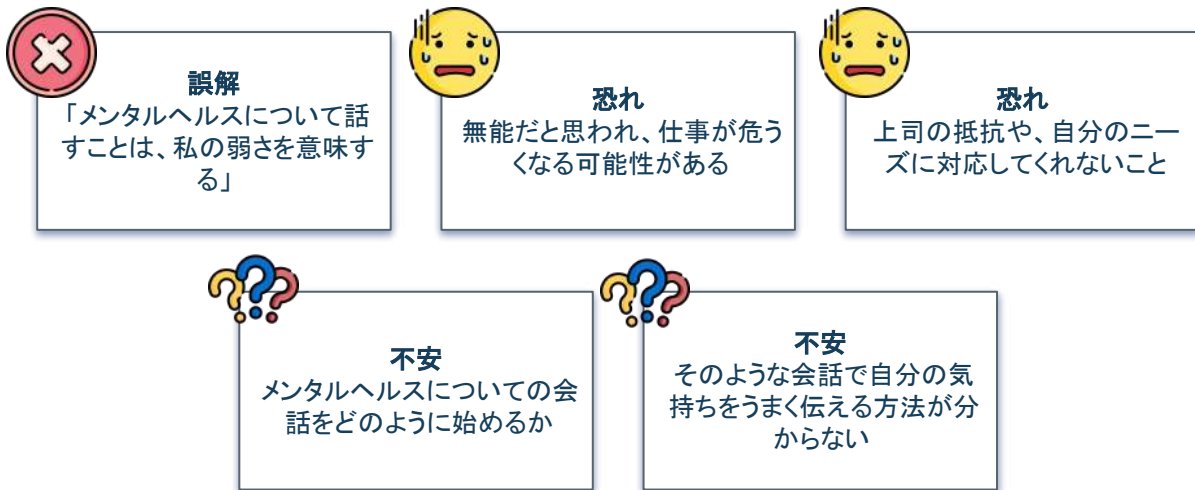 誤解
「メンタルヘルスについて話
すことは、私の弱さを意味す
る」
恐れ
無能だと思われ、仕事が危う
くなる可能性がある
恐れ
上司の抵抗や、自分のニー
ズに対応してくれないこと
不安
メンタルヘルスについての会
話をどのように始めるか
不安
そのような会話で自分の気
持ちをうまく伝える方法が分
からない